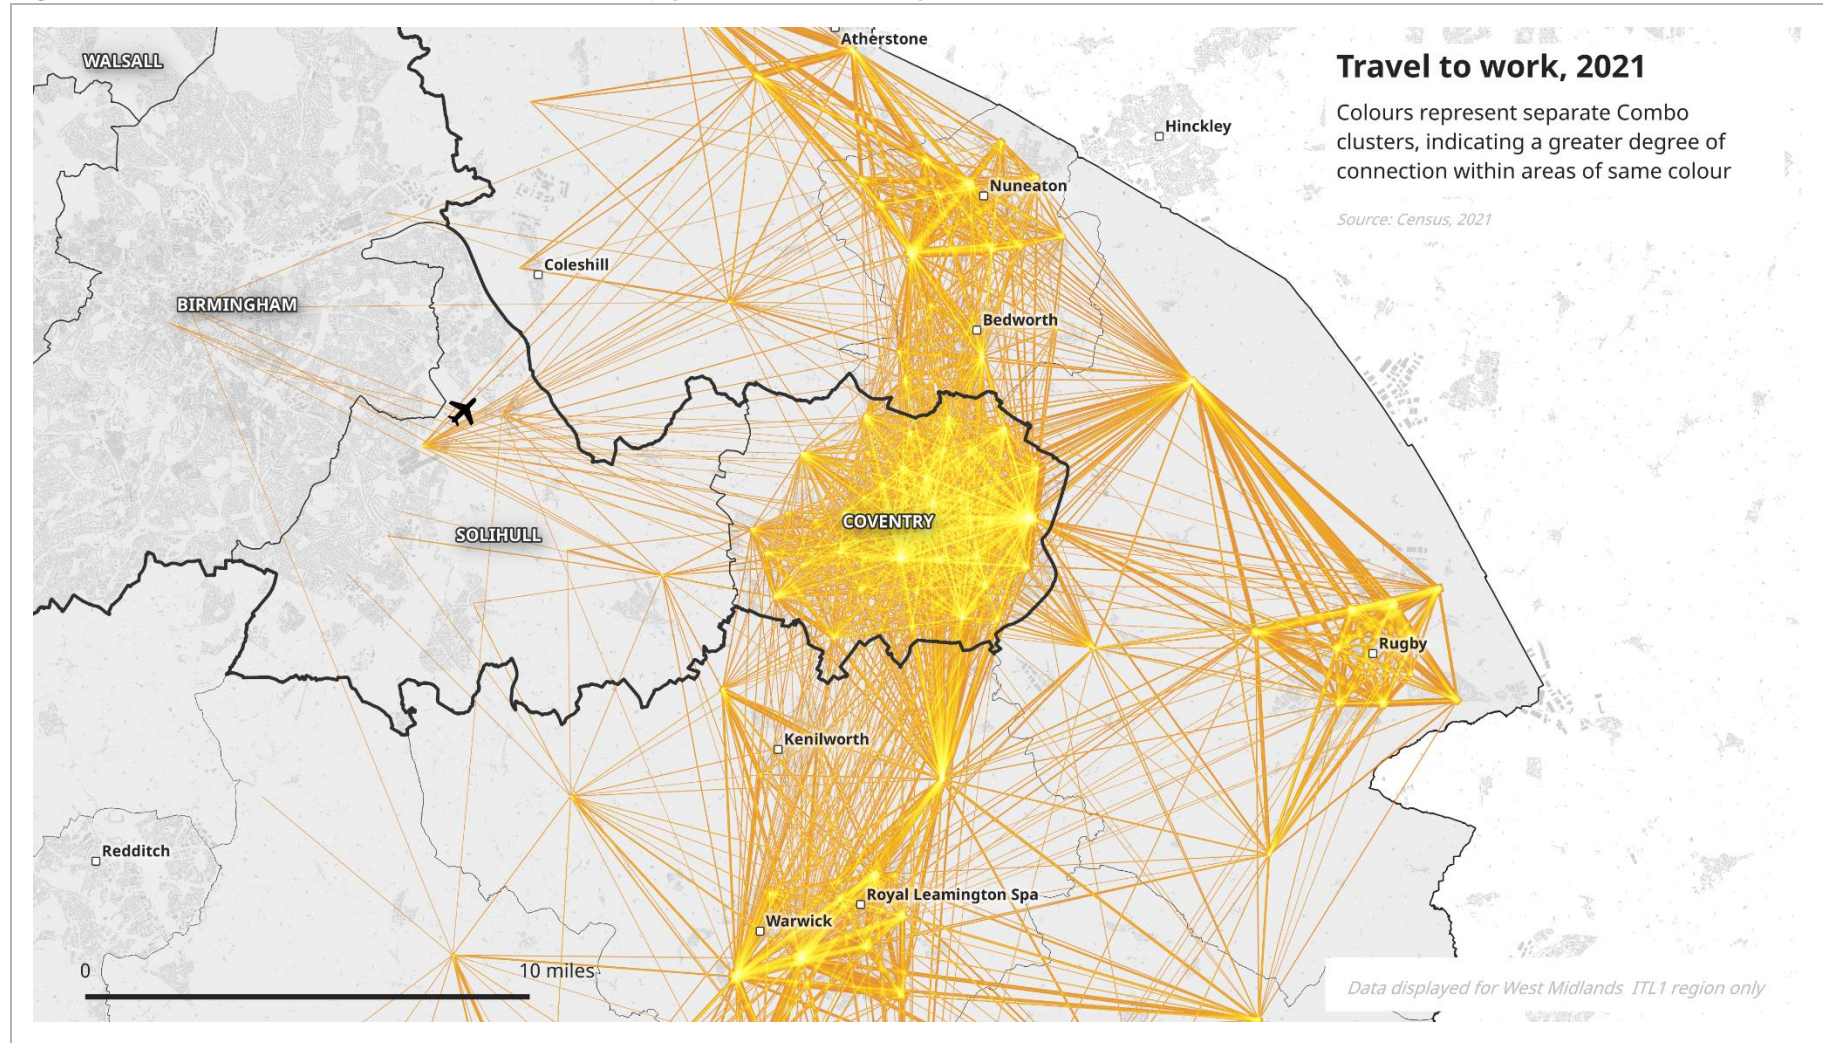 Travel to work, 2021
Colours represent separate Combo
clusters, indicating a greater degree of
connection within areas of same colour
Source: Census, 2021
Atherstone
WALSALL
Hinckley
Nuneaton
Coleshill
BIRMINGHAM
Bedworth
COVENTRY
SOLIHULL
Rugby
Kenilworth
Redditch
Royal Leamington Spa
Warwick
0
10 miles
Data displayed for West Midlands ITL1 region only